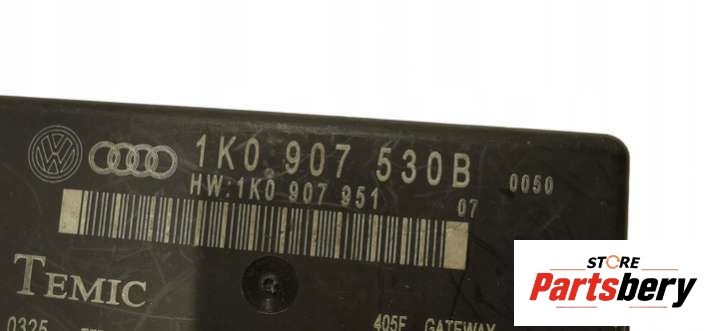 1K0 907 530B 0050
HW:1K0 907 951 07
TEMIC
0325
405F GATEWAY
STORE
Partsbery